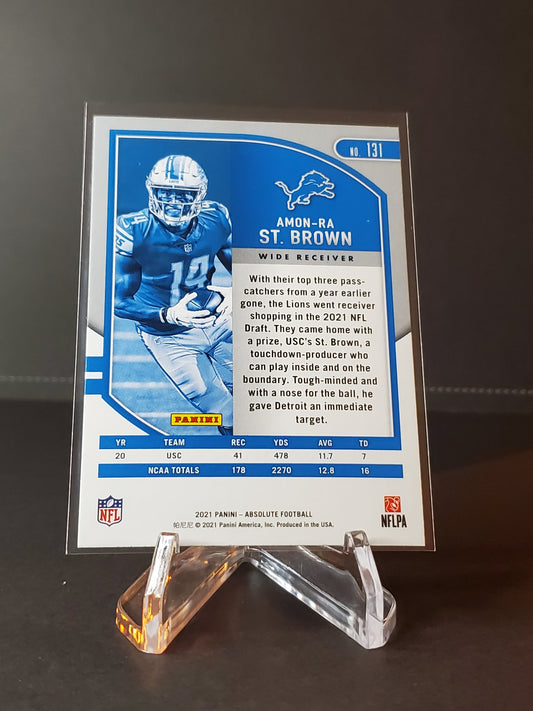 NO. 131
AMON-RA
ST. BROWN
WIDE RECEIVER
14
With their top three pass-
catchers from a year earlier
gone, the Lions went receiver
shopping in the 2021 NFL
Draft. They came home with
a prize, USC's St. Brown, a
touchdown-producer who
can play inside and on the
boundary. Tough-minded and
with a nose for the ball, he
gave Detroit an immediate
target.
PANINI
YR TEAM REC YDS AVG TD
20 USC 41 478 11.7 7
NCAA TOTALS 178 2270 12.8 16
NFL
2021 PANINI – ABSOLUTE FOOTBALL
帕尼尼 © 2021 Panini America, Inc. Produced in the USA.
NFLPA